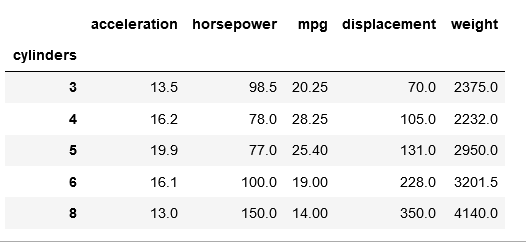 acceleration horsepower mpg displacement weight
cylinders
3 13.5 98.5 20.25 70.0 2375.0
4 16.2 78.0 28.25 105.0 2232.0
5 19.9 77.0 25.40 131.0 2950.0
6 16.1 100.0 19.00 228.0 3201.5
8 13.0 150.0 14.00 350.0 4140.0